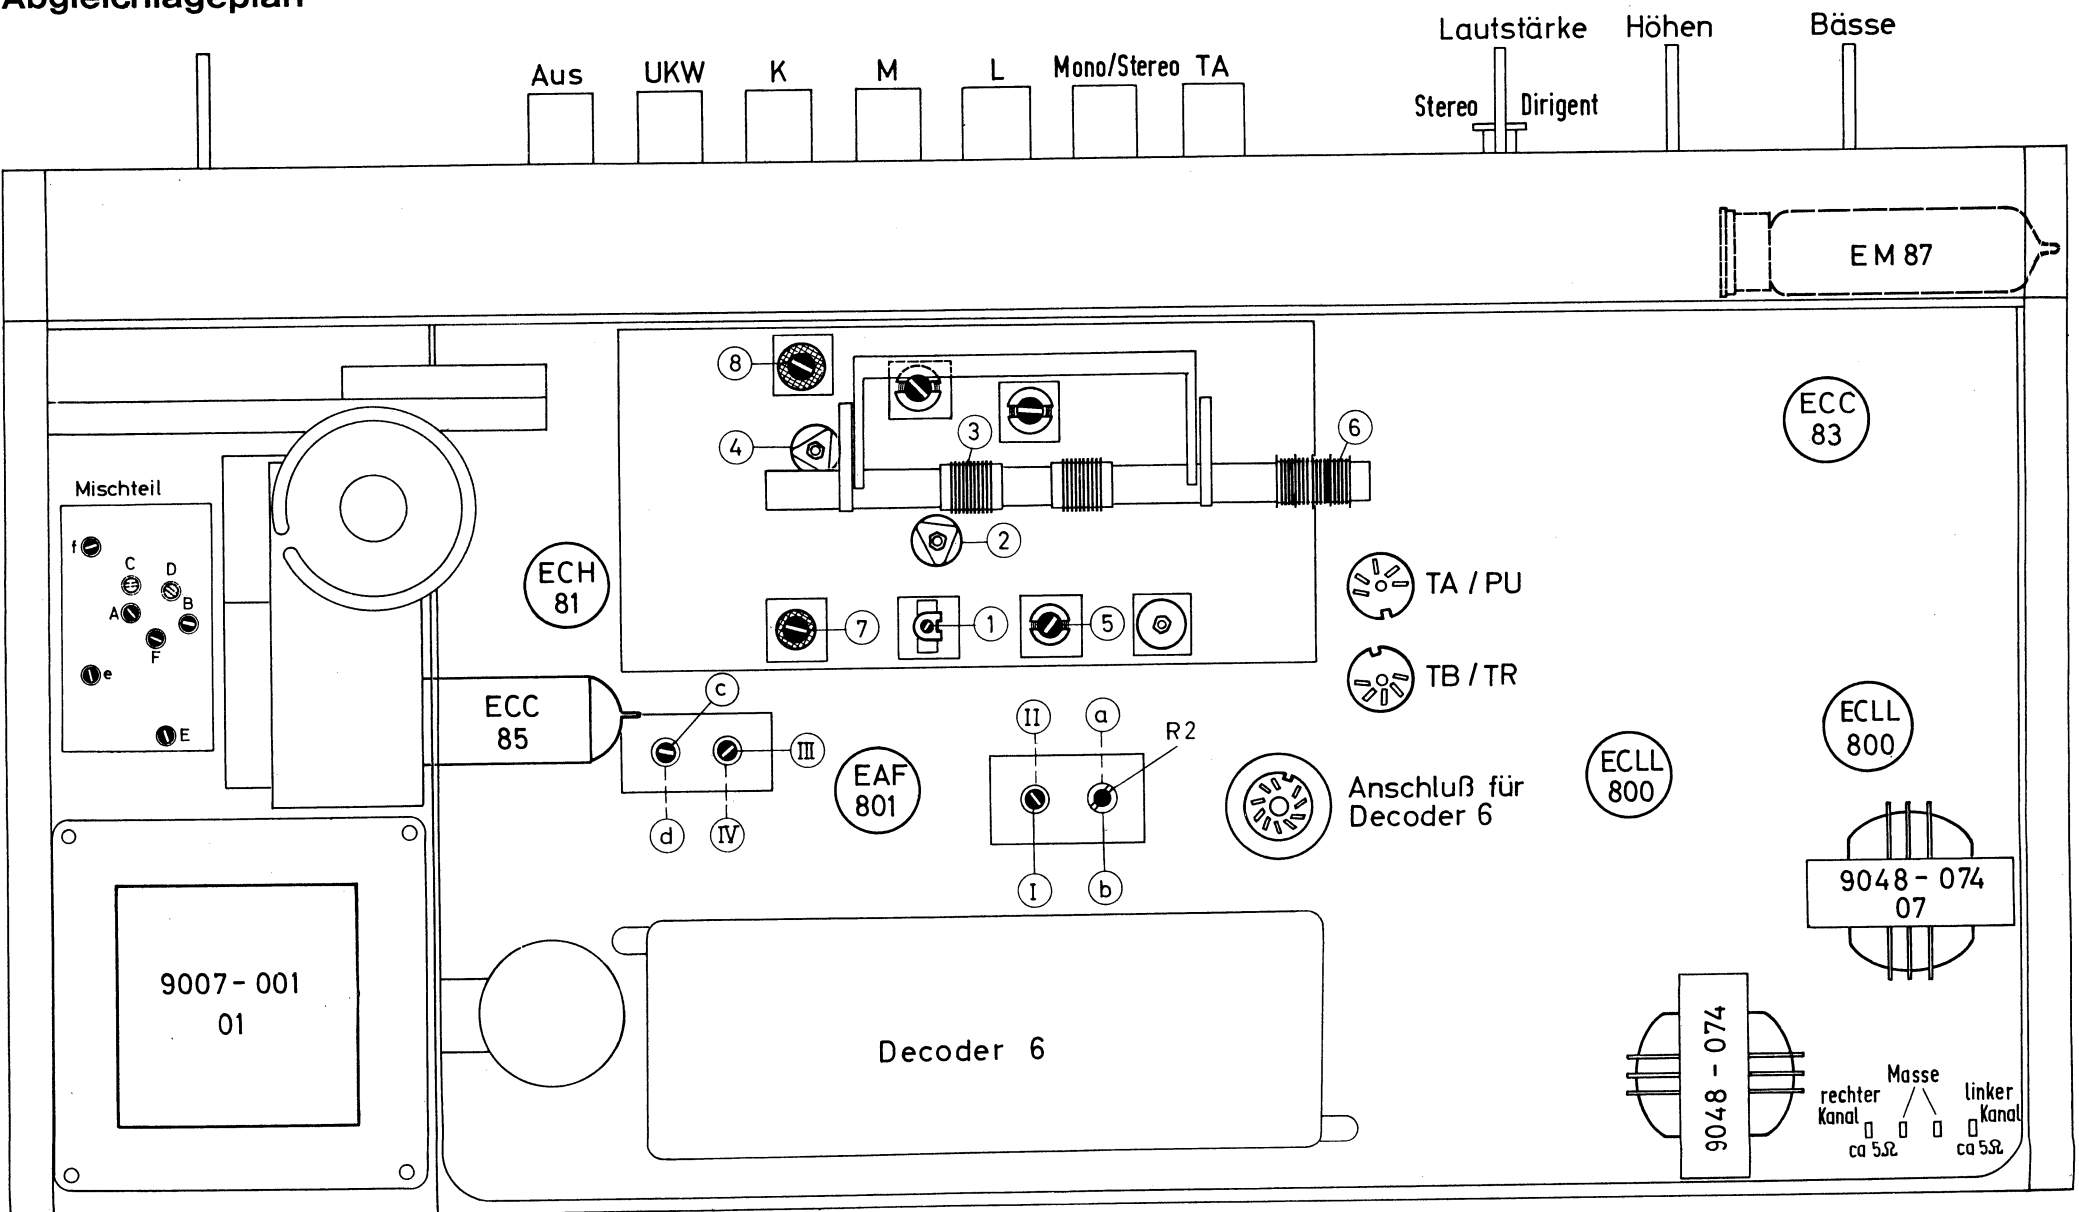 Abgleichlageplan
Lautstärke Höhen Bässe
Aus UKW K M L Mono/Stereo TA
Stereo Dirigent
EM 87
8
ECC
83
4
3
6
Mischteil
f
C
D
A
B
F
e
E
ECH
81
2
7
1
5
TA / PU
TB / TR
ECC
85
c
III
d
IV
EAF
801
II
a
R2
I
b
Anschluß für
Decoder 6
ECLL
800
ECLL
800
9048 - 074
07
9007 - 001
01
Decoder 6
9048 - 074
Masse
rechter
Kanal
linker
Kanal
ca 5Ω
ca 5Ω